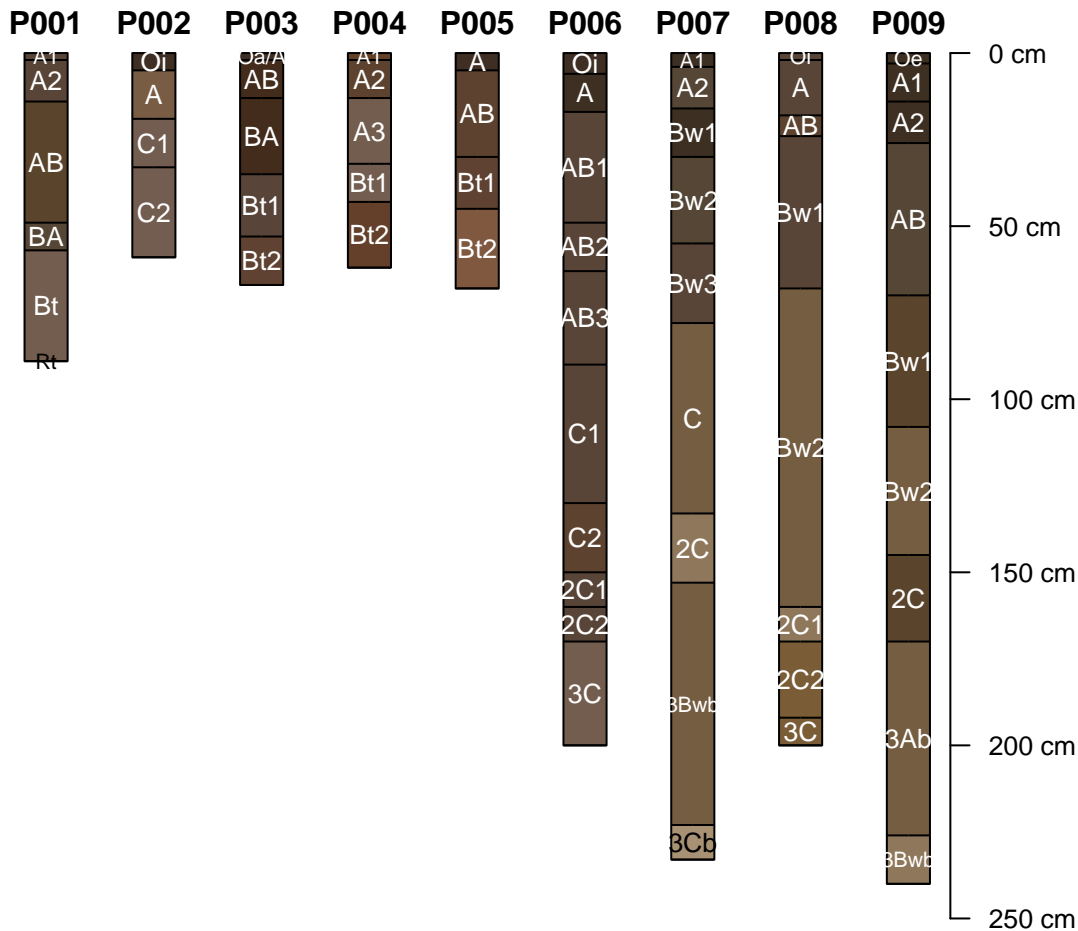 P001 P002 P003 P004 P005 P006 P007 P008 P009
A1
A2
AB
BA
Bt
Rt
Oi
A
C1
C2
Oa/A
AB
BA
Bt1
Bt2
A1
A2
A3
Bt1
Bt2
A
AB
Bt1
Bt2
Oi
A
AB1
AB2
AB3
C1
C2
2C1
2C2
3C
A1
A2
Bw1
Bw2
Bw3
C
2C
3Bwb
3Cb
Oi
A
AB
Bw1
Bw2
2C1
2C2
3C
Oe
A1
A2
AB
Bw1
Bw2
2C
3Ab
3Bwb
0 cm
50 cm
100 cm
150 cm
200 cm
250 cm